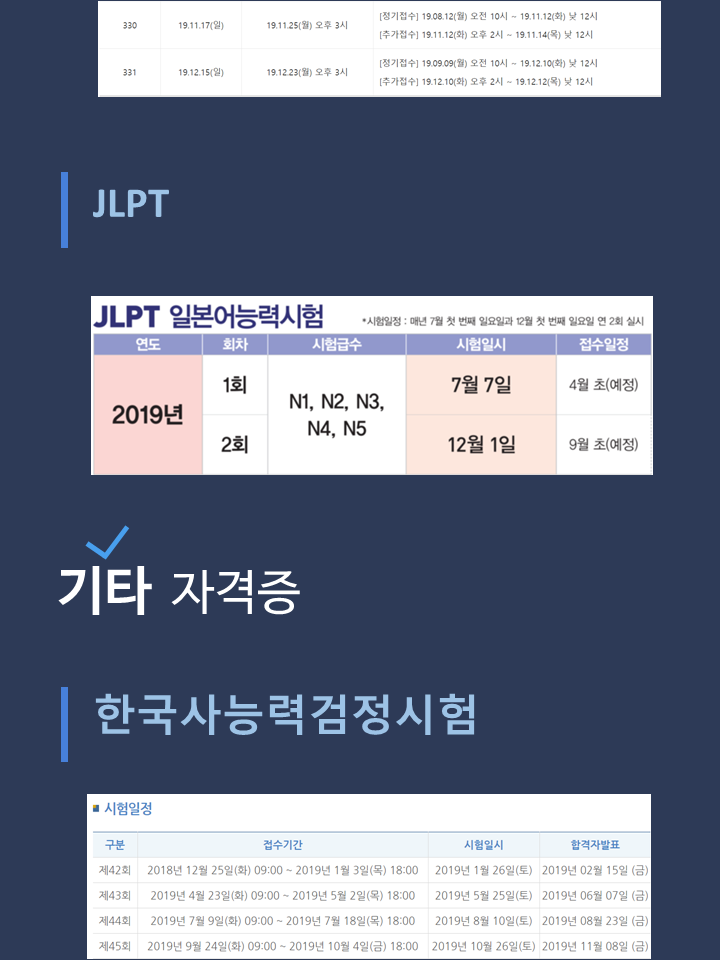 330 19.11.17(일) 19.11.25(월) 오후 3시 [정기접수] 19.08.12(월) 오전 10시 ~ 19.11.12(화) 낮 12시
[추가접수] 19.11.12(화) 오후 2시 ~ 19.11.14(목) 낮 12시
331 19.12.15(일) 19.12.23(월) 오후 3시 [정기접수] 19.09.09(월) 오전 10시 ~ 19.12.10(화) 낮 12시
[추가접수] 19.12.10(화) 오후 2시 ~ 19.12.12(목) 낮 12시
JLPT
JLPT 일본어능력시험 *시험일정 : 매년 7월 첫 번째 일요일과 12월 첫 번째 일요일 연 2회 실시
연도 회차 시험급수 시험일시 접수일정
2019년 1회 N1, N2, N3, 7월 7일 4월 초(예정)
N4, N5
2회 12월 1일 9월 초(예정)
기타 자격증
한국사능력검정시험
시험일정
구분 접수기간 시험일시 합격자발표
제42회 2018년 12월 25일(화) 09:00 ~ 2019년 1월 3일(목) 18:00 2019년 1월 26일(토) 2019년 02월 15일 (금)
제43회 2019년 4월 23일(화) 09:00 ~ 2019년 5월 2일(목) 18:00 2019년 5월 25일(토) 2019년 06월 07일 (금)
제44회 2019년 7월 9일(화) 09:00 ~ 2019년 7월 18일(목) 18:00 2019년 8월 10일(토) 2019년 08월 23일 (금)
제45회 2019년 9월 24일(화) 09:00 ~ 2019년 10월 4일(금) 18:00 2019년 10월 26일(토) 2019년 11월 08일 (금)